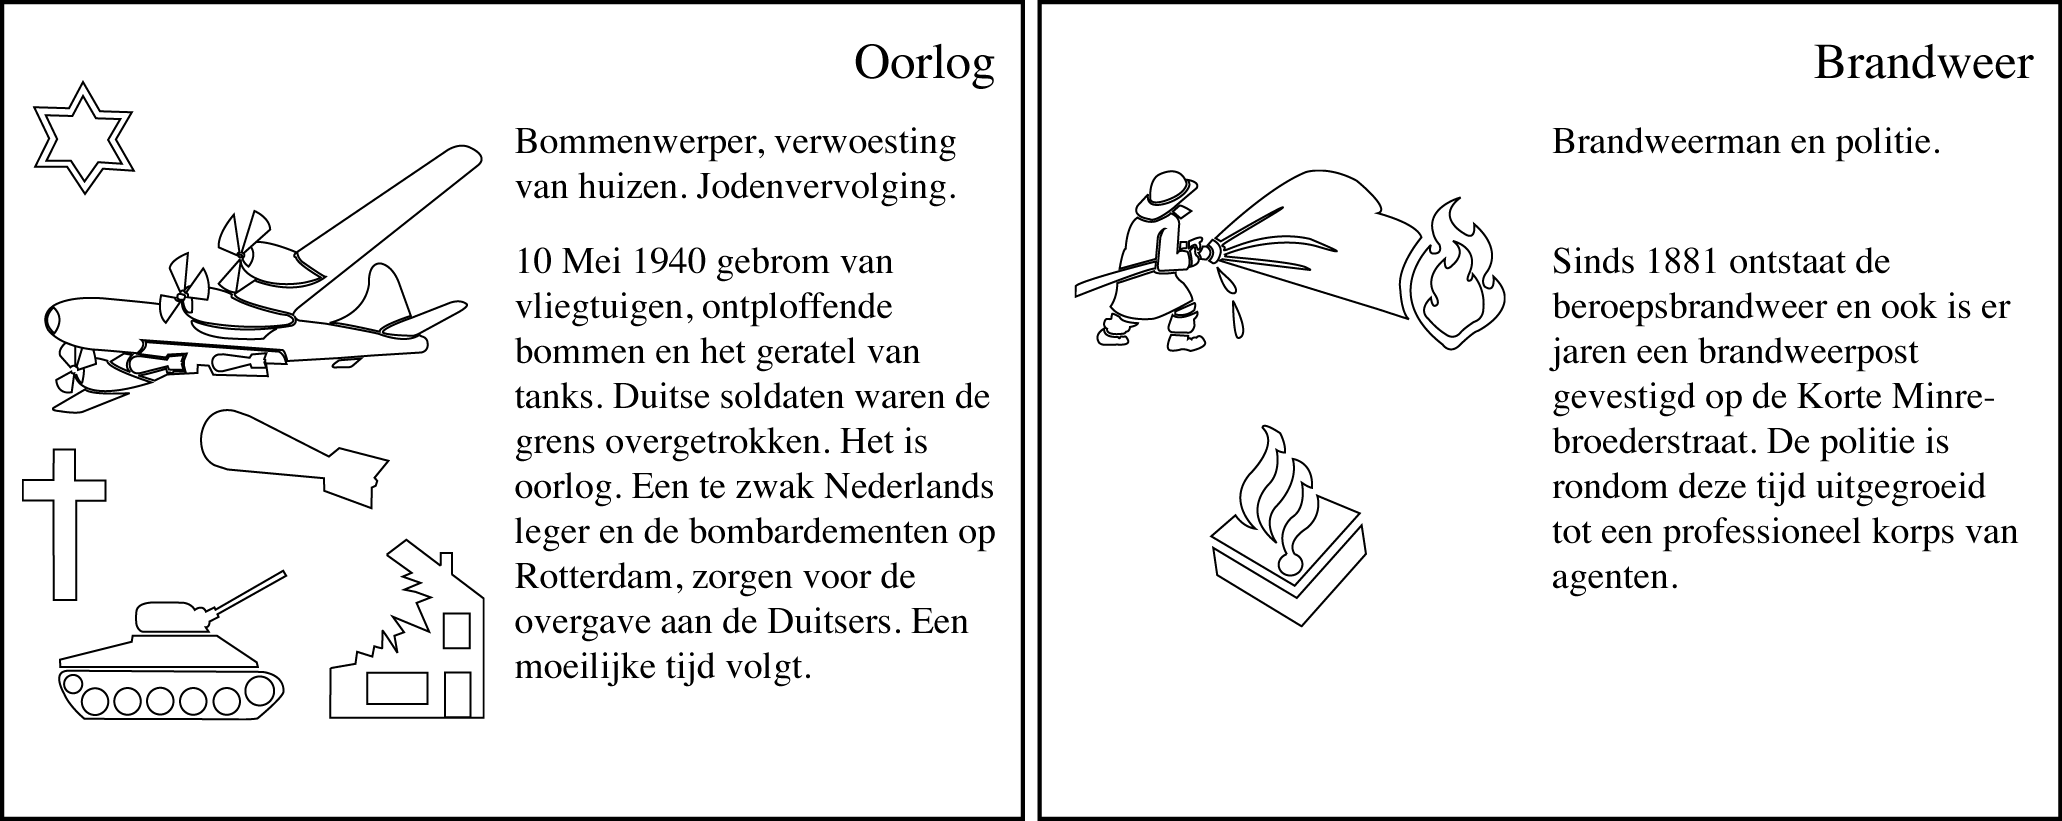 Oorlog
Bommenwerper, verwoesting
van huizen. Jodenvervolging.
10 Mei 1940 gebrom van
vliegtuigen, ontploffende
bommen en het geratel van
tanks. Duitse soldaten waren de
grens overgetrokken. Het is
oorlog. Een te zwak Nederlands
leger en de bombardementen op
Rotterdam, zorgen voor de
overgave aan de Duitsers. Een
moeilijke tijd volgt.
Brandweer
Brandweerman en politie.
Sinds 1881 ontstaat de
beroepsbrandweer en ook is er
jaren een brandweerpost
gevestigd op de Korte Minre-
broederstraat. De politie is
rondom deze tijd uitgegroeid
tot een professioneel korps van
agenten.